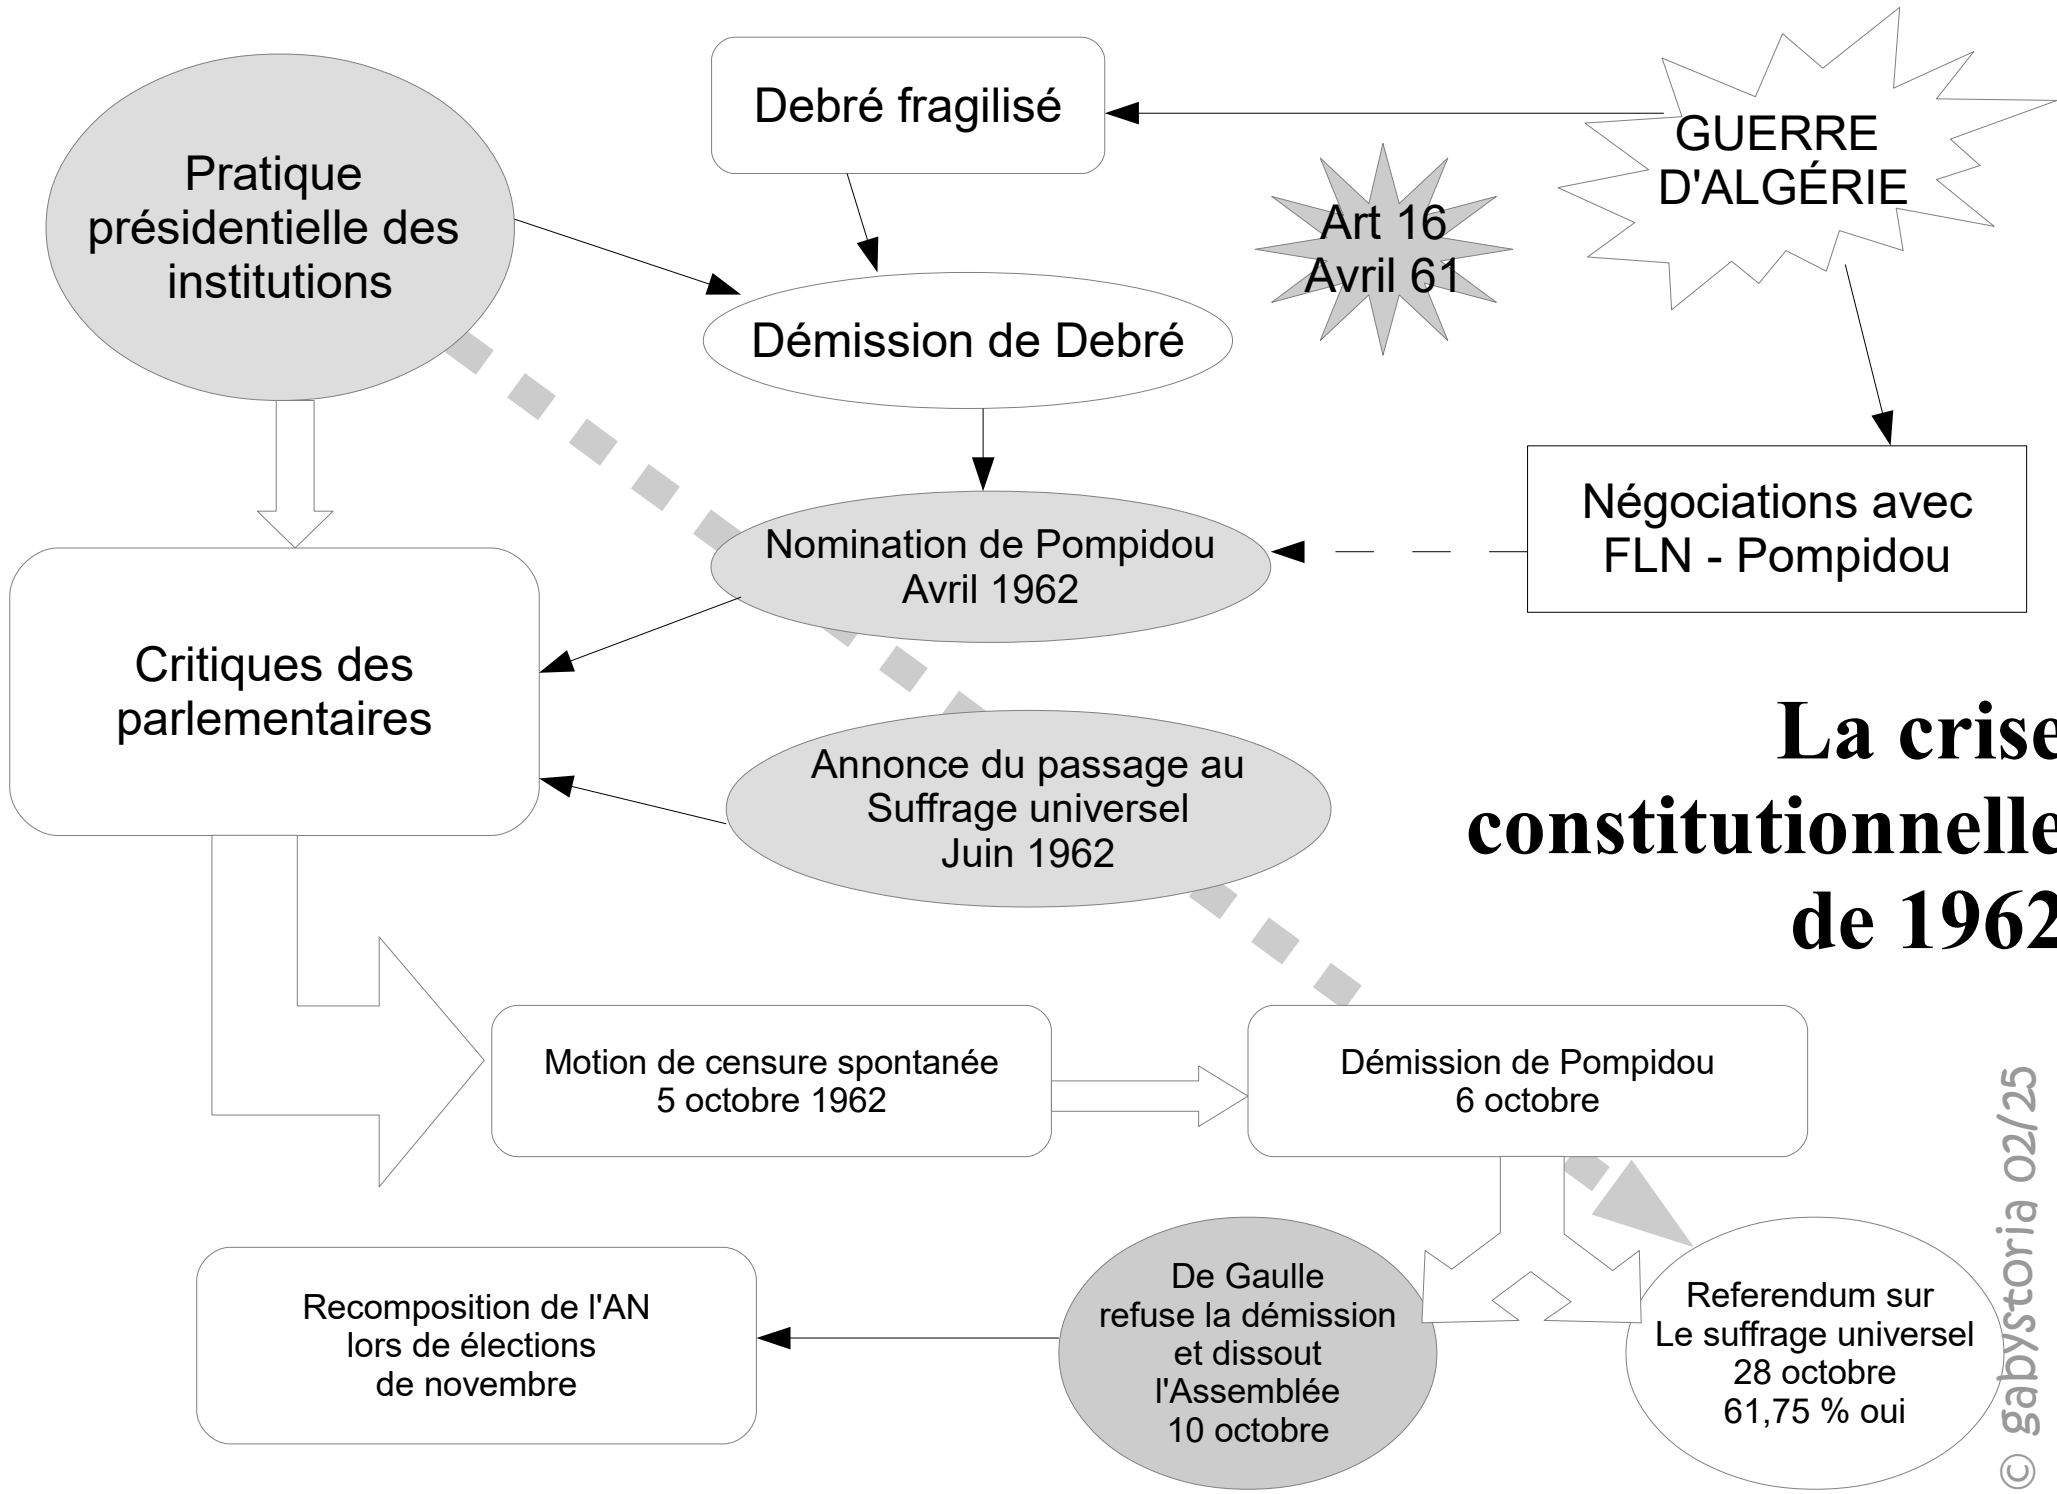 Debré fragilisé
GUERRE
D'ALGÉRIE
Pratique
présidentielle des
institutions
Art 16
Avril 61
Démission de Debré
Négociations avec
FLN - Pompidou
Nomination de Pompidou
Avril 1962
Critiques des
parlementaires
Annonce du passage au
Suffrage universel
Juin 1962
La crise
constitutionnelle
de 1962
Motion de censure spontanée
5 octobre 1962
Démission de Pompidou
6 octobre
Recomposition de l'AN
lors de élections
de novembre
De Gaulle
refuse la démission
et dissout
l'Assemblée
10 octobre
Referendum sur
Le suffrage universel
28 octobre
61,75 % oui
© gabystoria 02/25